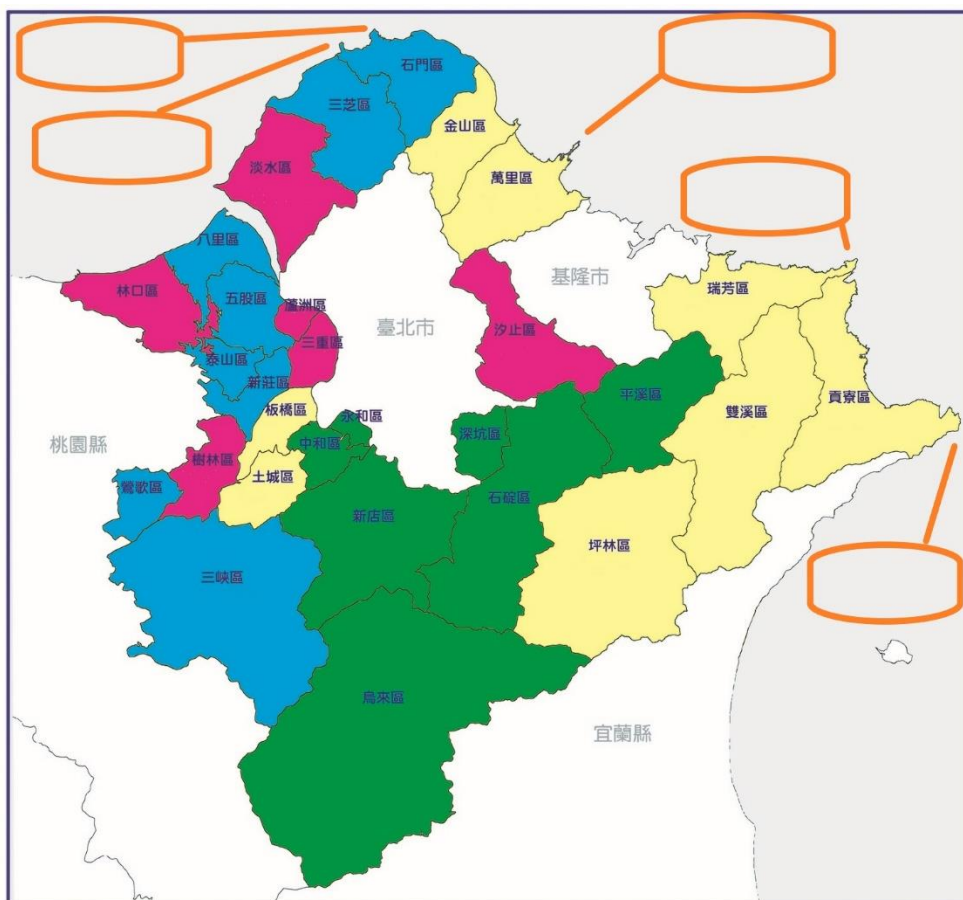 石門區
三芝區
金山區
淡水區
萬里區
八里區
基隆市
林口區
五股區
蘆洲區
瑞芳區
臺北市
汐止區
三重區
泰山區
新莊區
平溪區
雙溪區
貢寮區
板橋區
永和區
深坑區
桃園縣
中和區
樹林區
土城區
鶯歌區
石碇區
新店區
坪林區
三峽區
烏來區
宜蘭縣